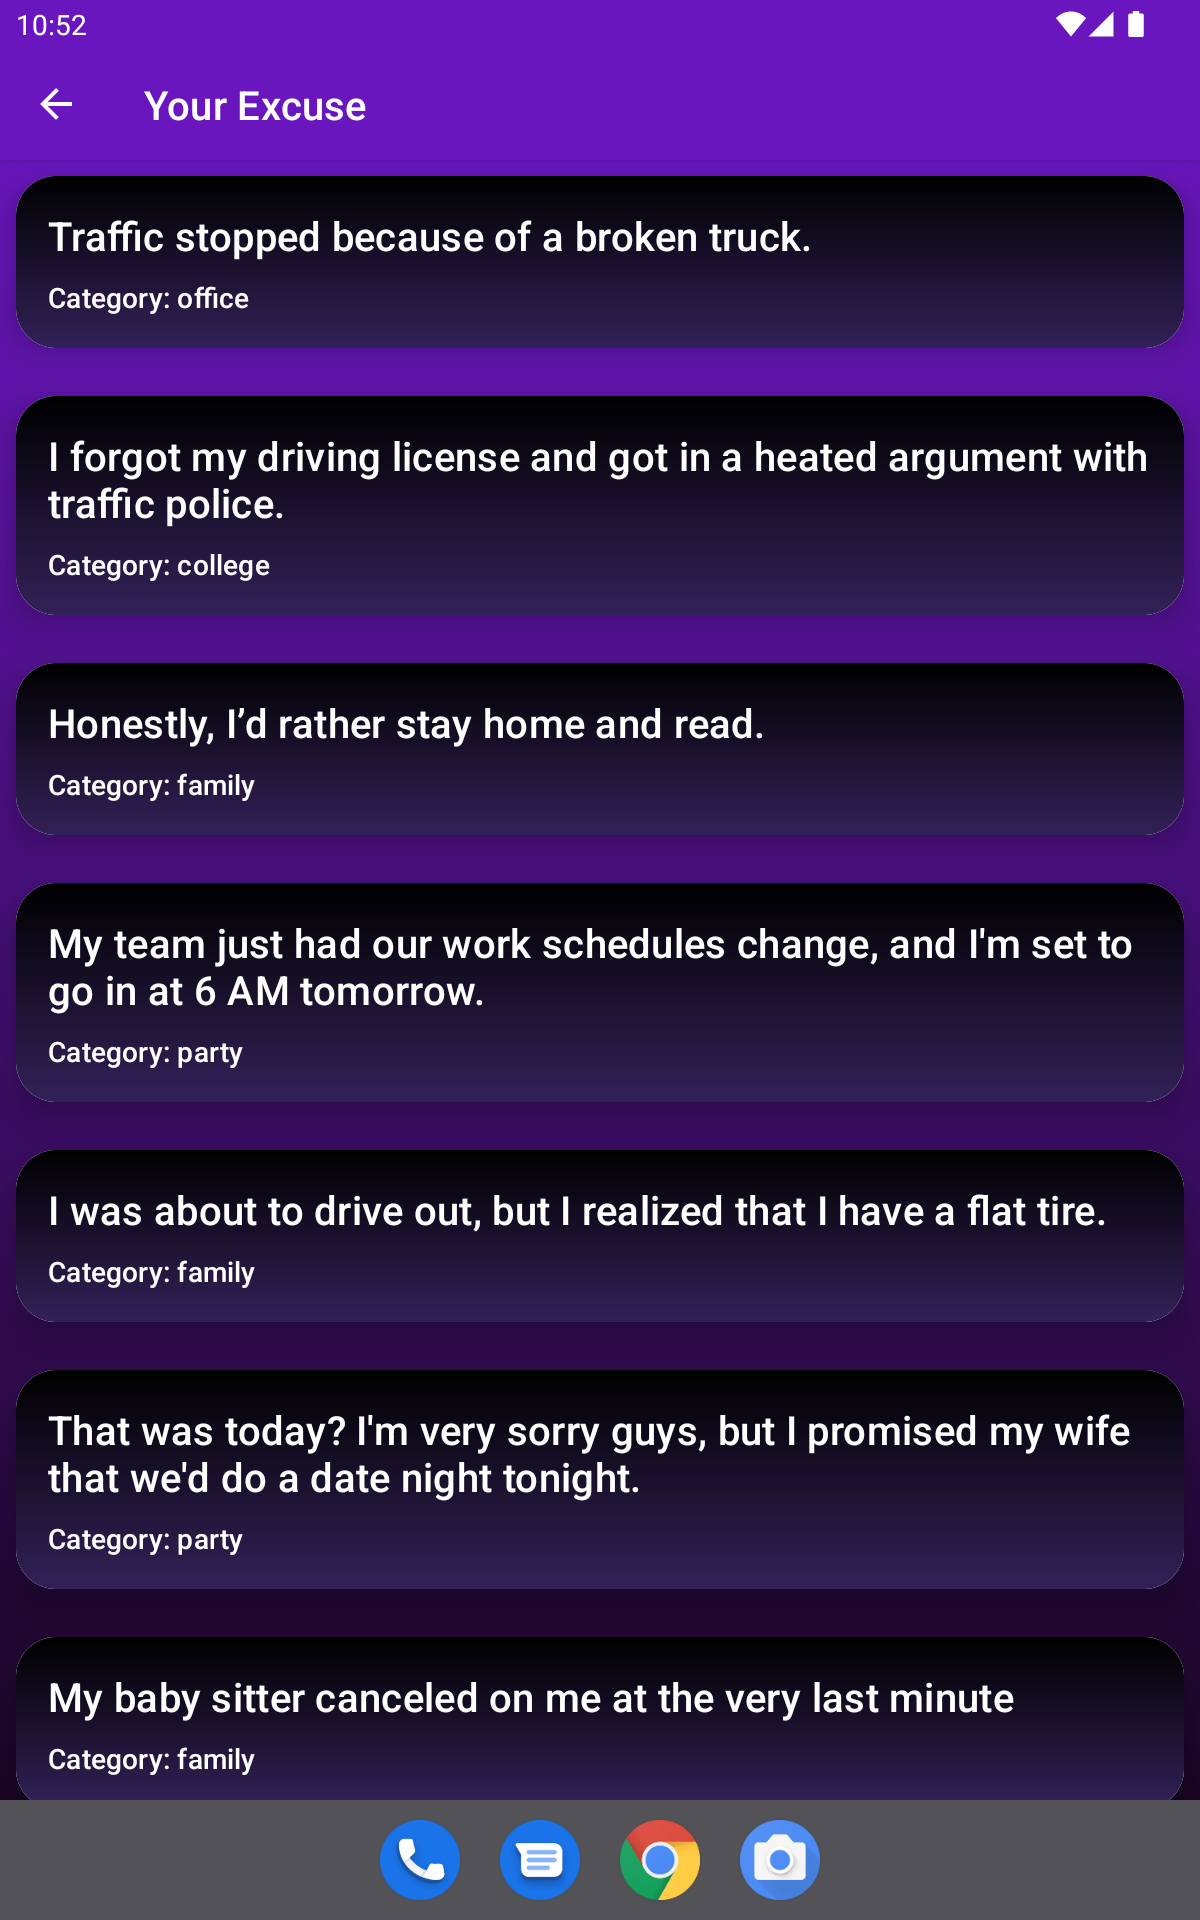 10:52
Your Excuse
Traffic stopped because of a broken truck.
Category: office
I forgot my driving license and got in a heated argument with
traffic police.
Category: college
Honestly, I’d rather stay home and read.
Category: family
My team just had our work schedules change, and I'm set to
go in at 6 AM tomorrow.
Category: party
I was about to drive out, but I realized that I have a flat tire.
Category: family
That was today? I'm very sorry guys, but I promised my wife
that we'd do a date night tonight.
Category: party
My baby sitter canceled on me at the very last minute
Category: family